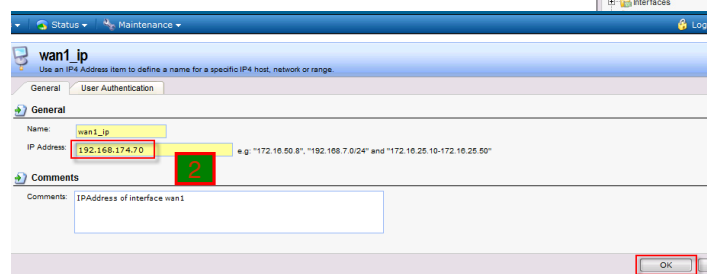 Interfaces
Status Maintenance
wan1_ip
Use an IP4 Address item to define a name for a specific IP4 host, network or range.
General User Authentication
General
Name: wan1_ip
IP Address: 192.168.174.70 e.g: "172.16.50.8", "192.168.7.0/24" and "172.16.25.10-172.16.25.50"
2
Comments
Comments: IPAddress of interface wan1
OK